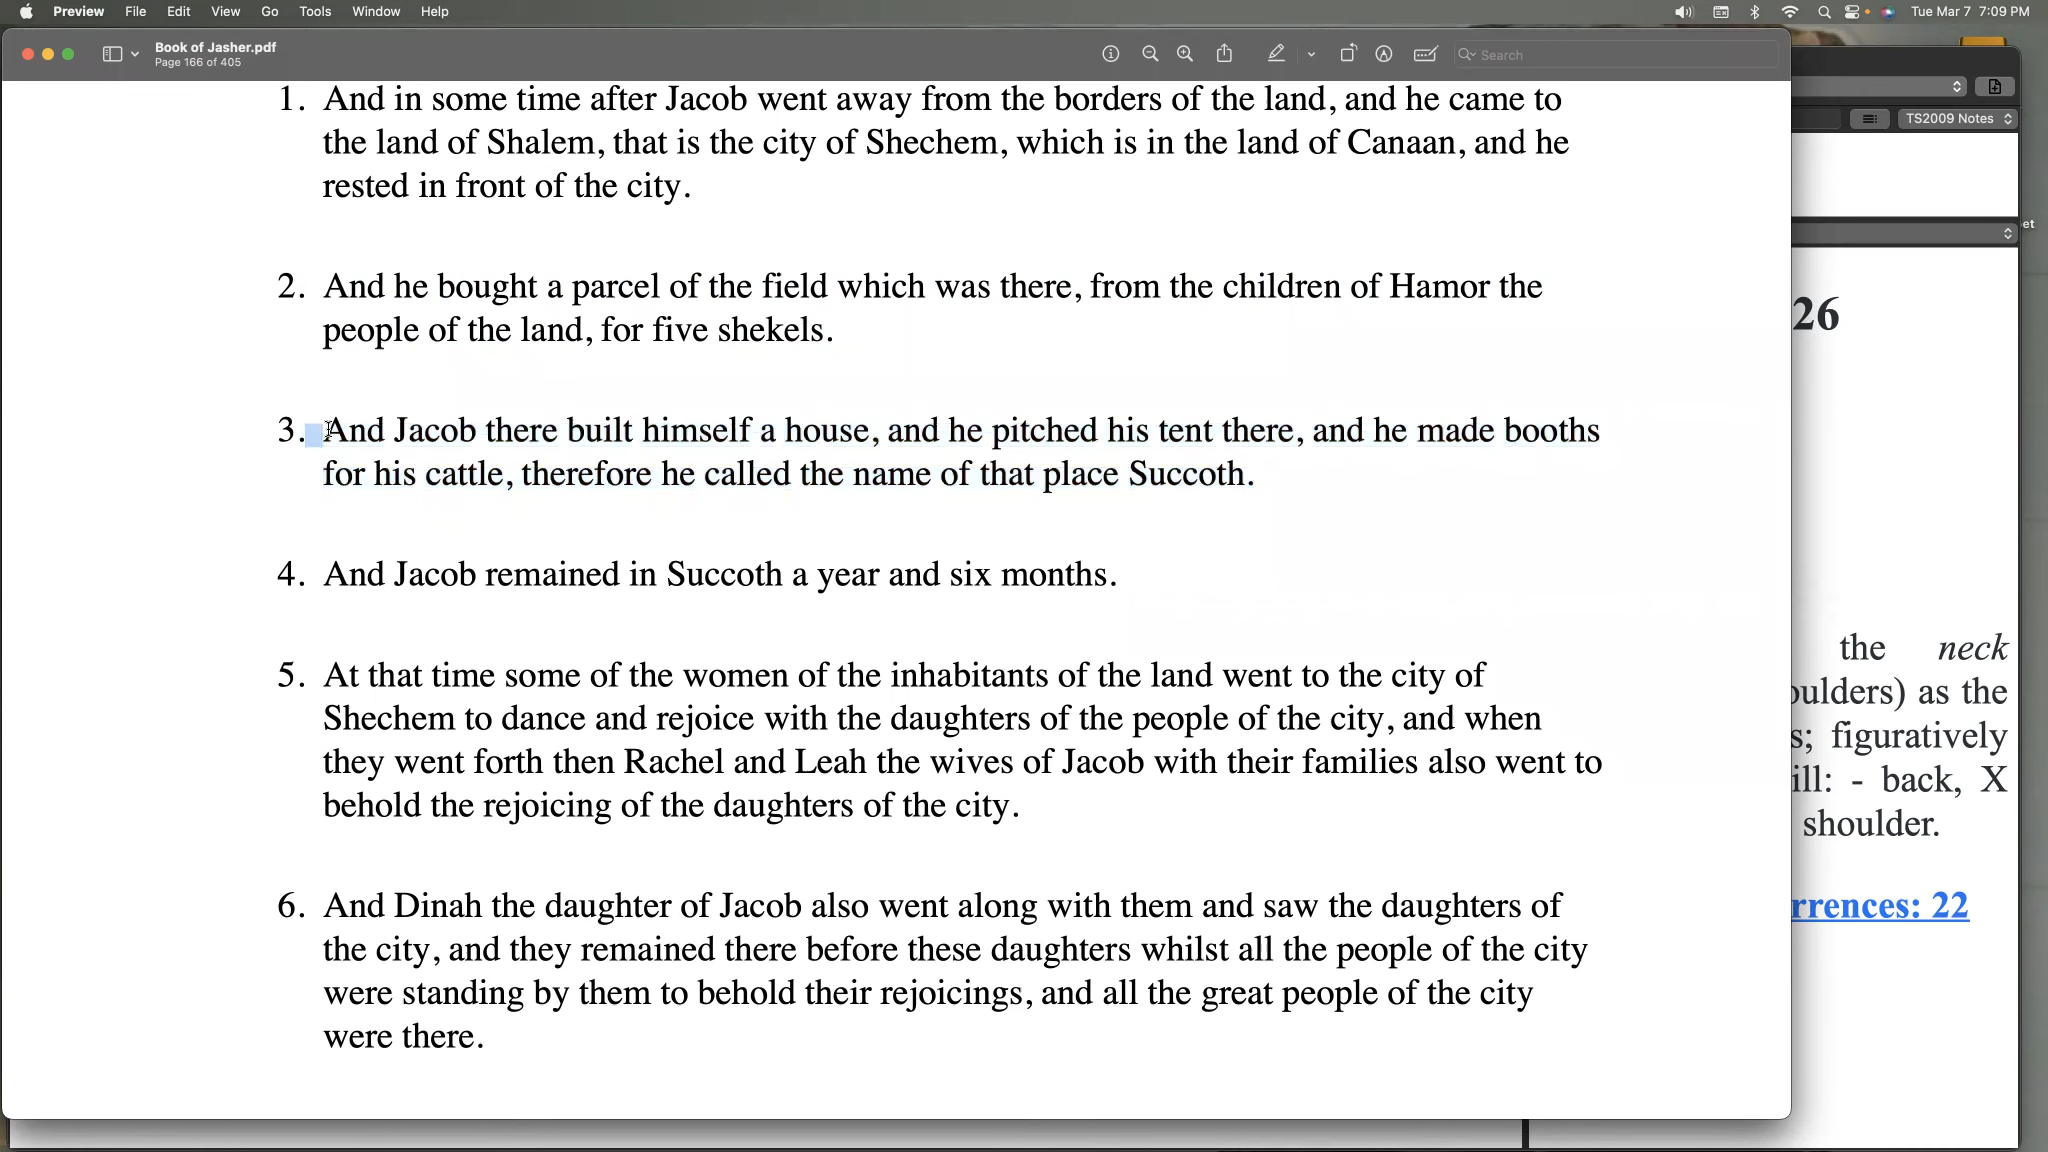 Preview File Edit View Go Tools Window Help
Tue Mar 7 7:09 PM
Book of Jasher.pdf
Page 166 of 405
Search
1. And in some time after Jacob went away from the borders of the land, and he came to
the land of Shalem, that is the city of Shechem, which is in the land of Canaan, and he
rested in front of the city.
2. And he bought a parcel of the field which was there, from the children of Hamor the
people of the land, for five shekels.
3. And Jacob there built himself a house, and he pitched his tent there, and he made booths
for his cattle, therefore he called the name of that place Succoth.
4. And Jacob remained in Succoth a year and six months.
5. At that time some of the women of the inhabitants of the land went to the city of
Shechem to dance and rejoice with the daughters of the people of the city, and when
they went forth then Rachel and Leah the wives of Jacob with their families also went to
behold the rejoicing of the daughters of the city.
6. And Dinah the daughter of Jacob also went along with them and saw the daughters of
the city, and they remained there before these daughters whilst all the people of the city
were standing by them to behold their rejoicings, and all the great people of the city
were there.
TS2009 Notes
et
26
the neck
oulders) as the
s; figuratively
ill: - back, X
shoulder.
rrences: 22